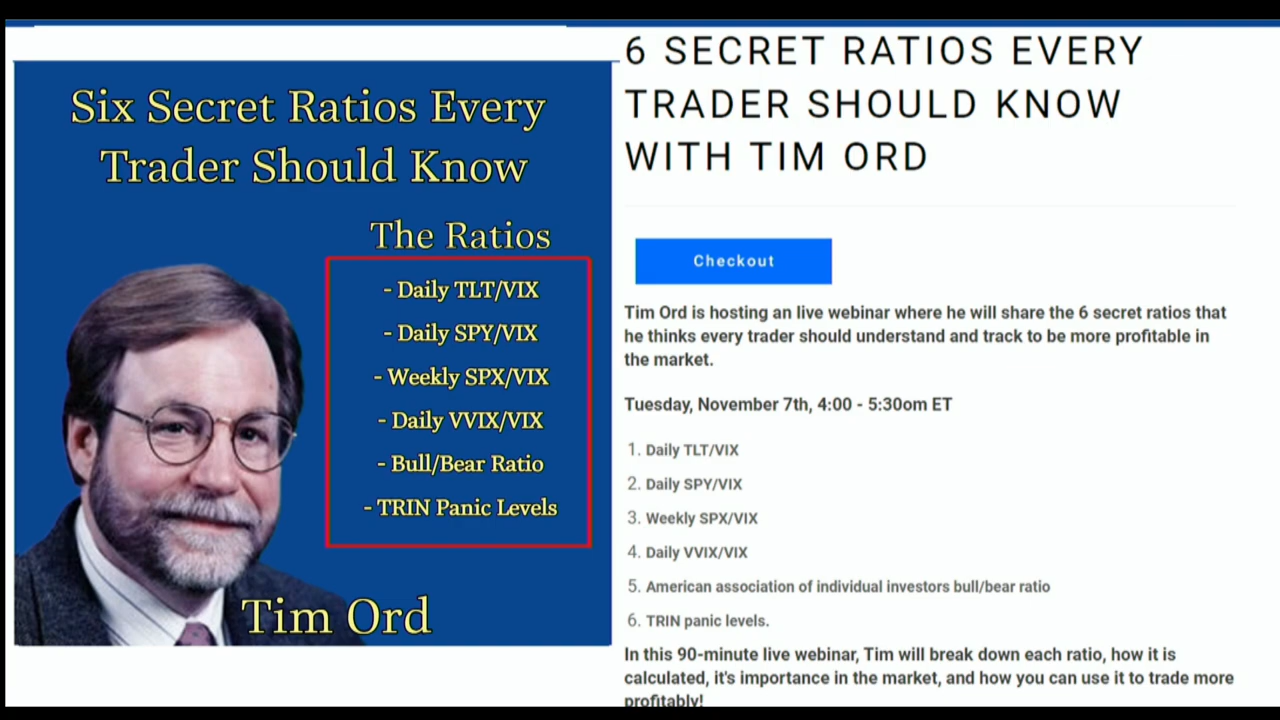 Six Secret Ratios Every
Trader Should Know
The Ratios
- Daily TLT/VIX
- Daily SPY/VIX
- Weekly SPX/VIX
- Daily VVIX/VIX
- Bull/Bear Ratio
- TRIN Panic Levels
Tim Ord
6 SECRET RATIOS EVERY
TRADER SHOULD KNOW
WITH TIM ORD
Checkout
Tim Ord is hosting an live webinar where he will share the 6 secret ratios that
he thinks every trader should understand and track to be more profitable in
the market.
Tuesday, November 7th, 4:00 - 5:30om ET
1. Daily TLT/VIX
2. Daily SPY/VIX
3. Weekly SPX/VIX
4. Daily VVIX/VIX
5. American association of individual investors bull/bear ratio
6. TRIN panic levels.
In this 90-minute live webinar, Tim will break down each ratio, how it is
calculated, it's importance in the market, and how you can use it to trade more
profitably!